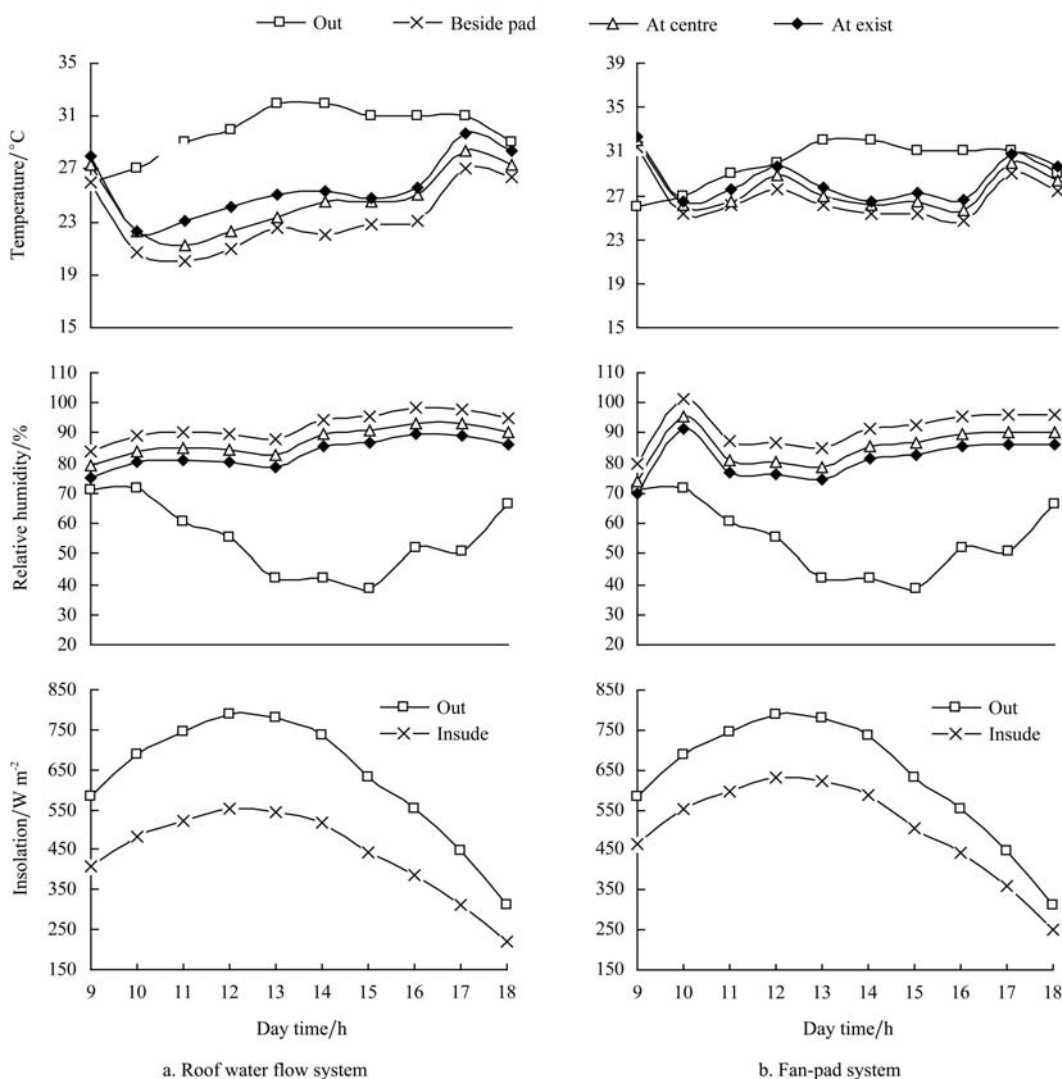 Out Beside pad At centre At exist
35
31
27
23
19
15
Temperature/°C
39
35
31
27
23
19
15
Temperature/°C
110
100
90
80
70
60
50
40
30
20
Relative humidity/%
110
100
90
80
70
60
50
40
30
20
Relative humidity/%
850
750
650
550
450
350
250
150
Insolation/W m⁻²
Out
Insude
9 10 11 12 13 14 15 16 17 18
Day time/h
850
750
650
550
450
350
250
150
Insolation/W m⁻²
Out
Insude
9 10 11 12 13 14 15 16 17 18
Day time/h
a. Roof water flow system
b. Fan-pad system